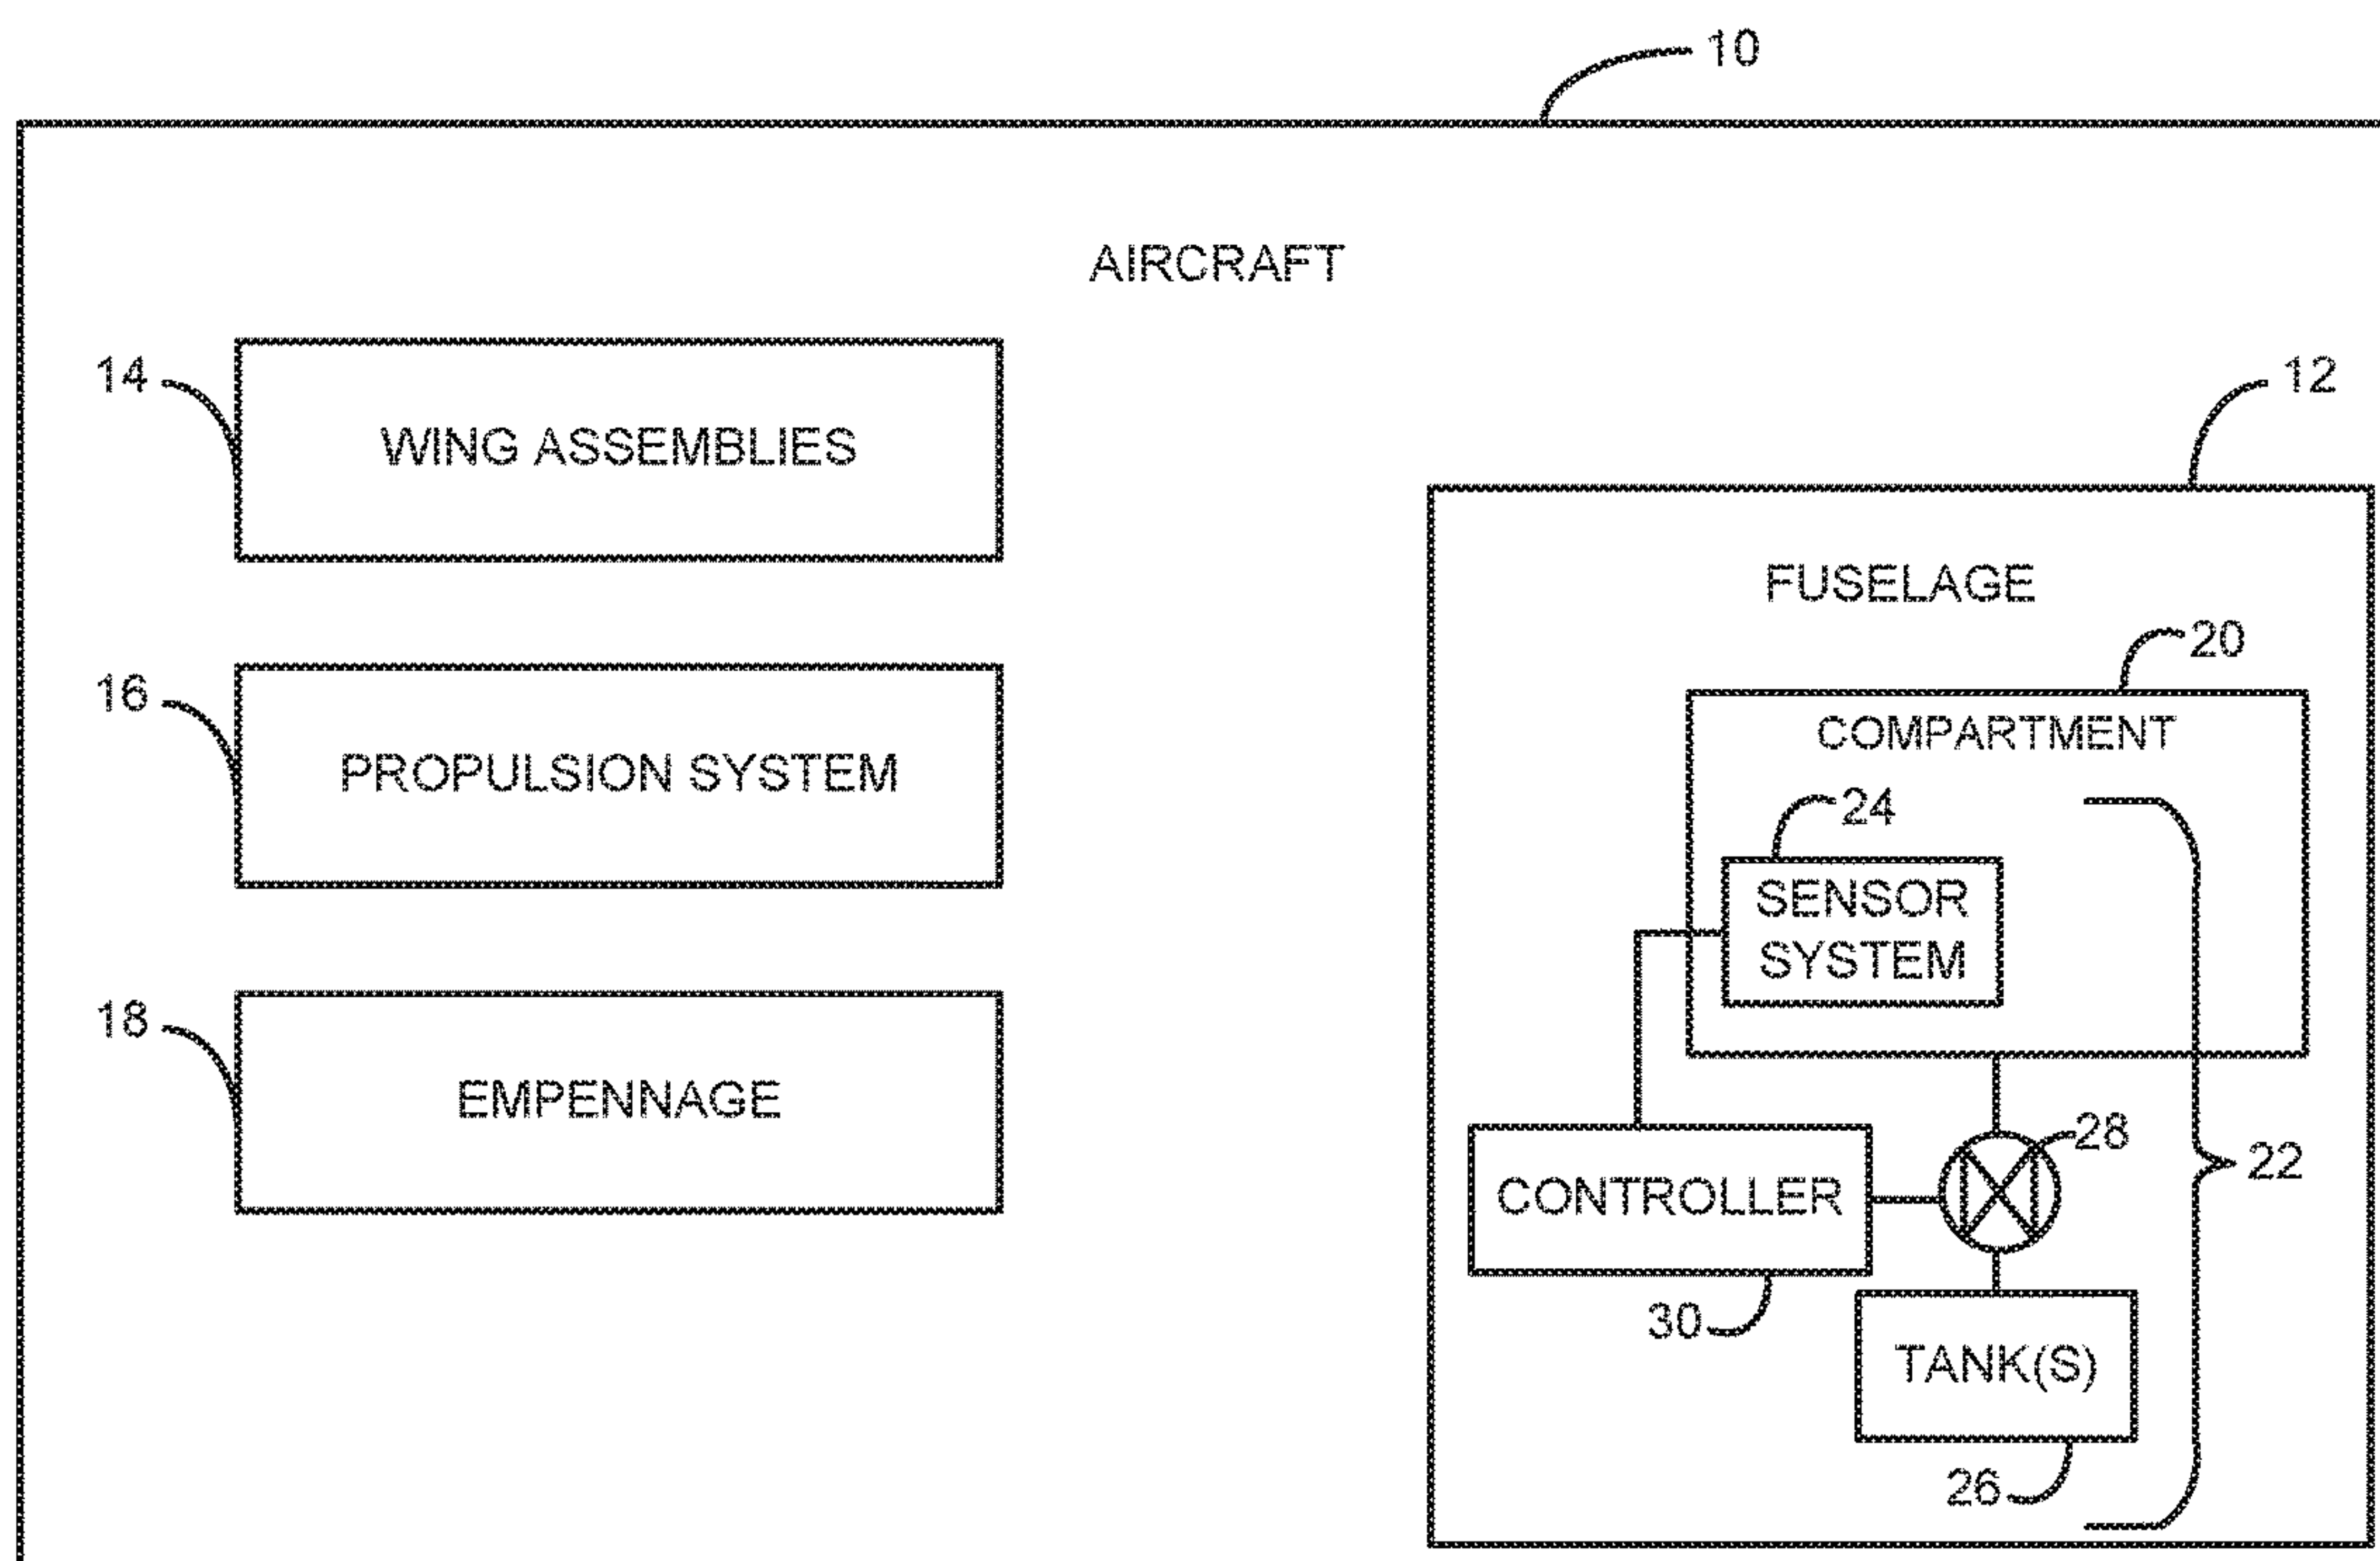 10
AIRCRAFT
14
WING ASSEMBLIES
12
FUSELAGE
20
16
COMPARTMENT
PROPULSION SYSTEM
24
SENSOR
SYSTEM
18
EMPENNAGE
28
22
CONTROLLER
30
TANK(S)
26